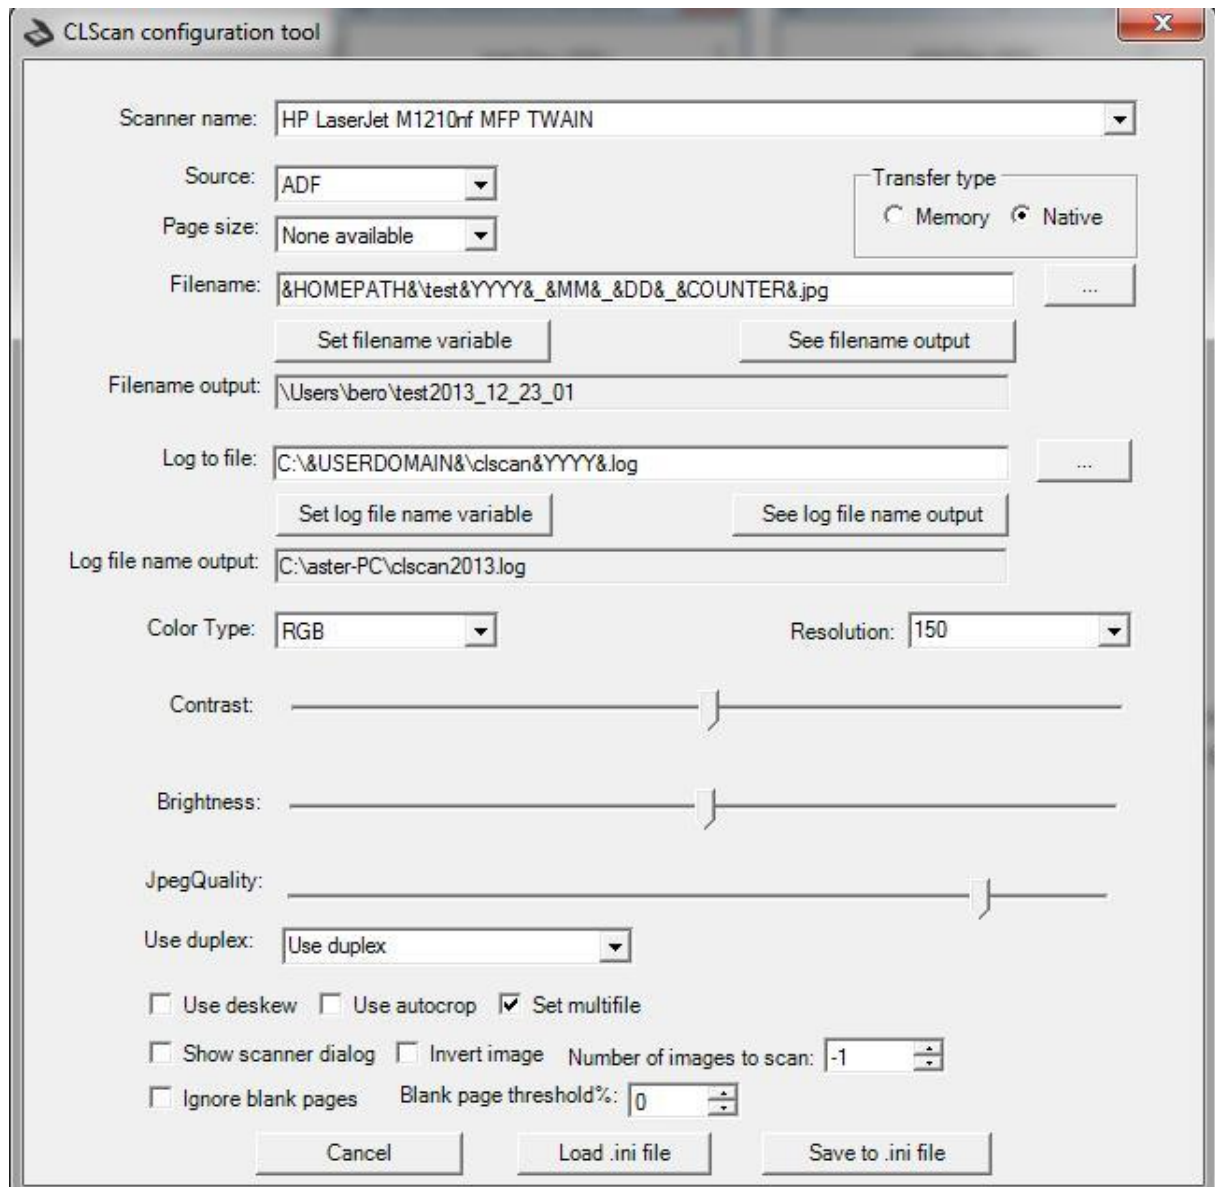 CLScan configuration tool
Scanner name: HP LaserJet M1210nf MFP TWAIN
Source: ADF
Transfer type
Memory Native
Page size: None available
Filename: &HOMEPATH&\test&YYYY&_&MM&_&DD&_&COUNTER&.jpg ...
Set filename variable See filename output
Filename output: \Users\bero\test2013_12_23_01
Log to file: C:\&USERDOMAIN&\clscan&YYYY&.log ...
Set log file name variable See log file name output
Log file name output: C:\aster-PC\clscan2013.log
Color Type: RGB Resolution: 150
Contrast:
Brightness:
JpegQuality:
Use duplex: Use duplex
Use deskew Use autocrop Set multifile
Show scanner dialog Invert image Number of images to scan: -1
Ignore blank pages Blank page threshold%: 0
Cancel Load .ini file Save to .ini file